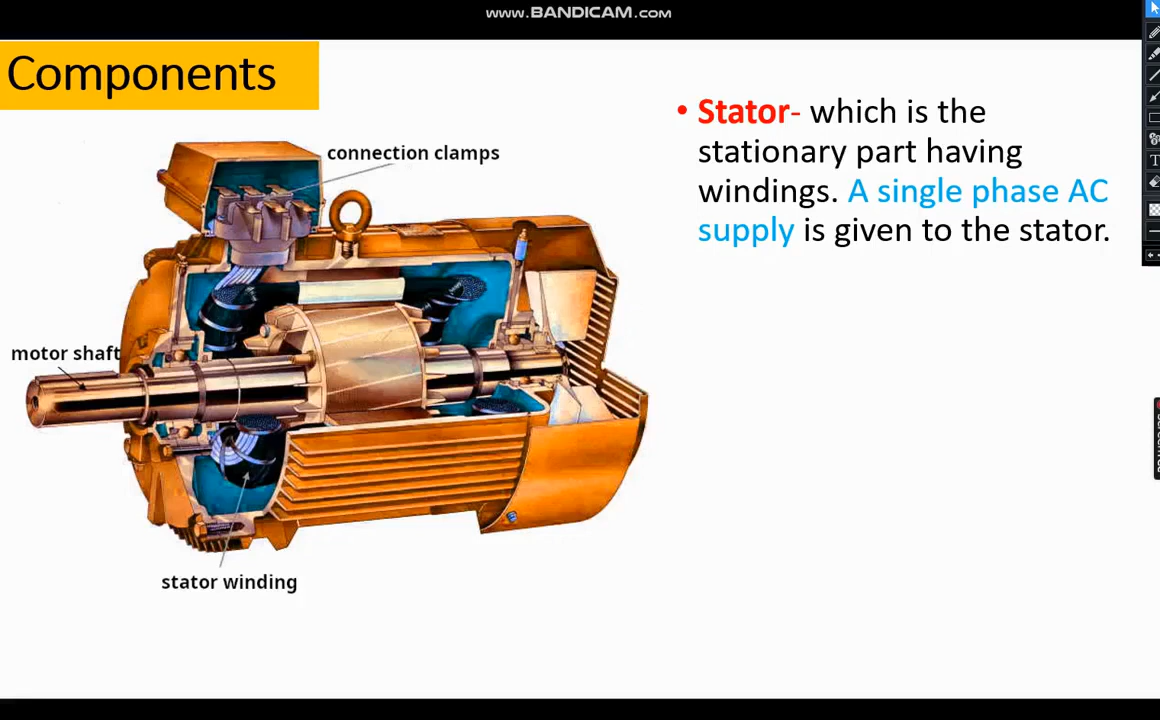 www.BANDICAM.com
Components
connection clamps
motor shaft
stator winding
• Stator- which is the
stationary part having
windings. A single phase AC
supply is given to the stator.